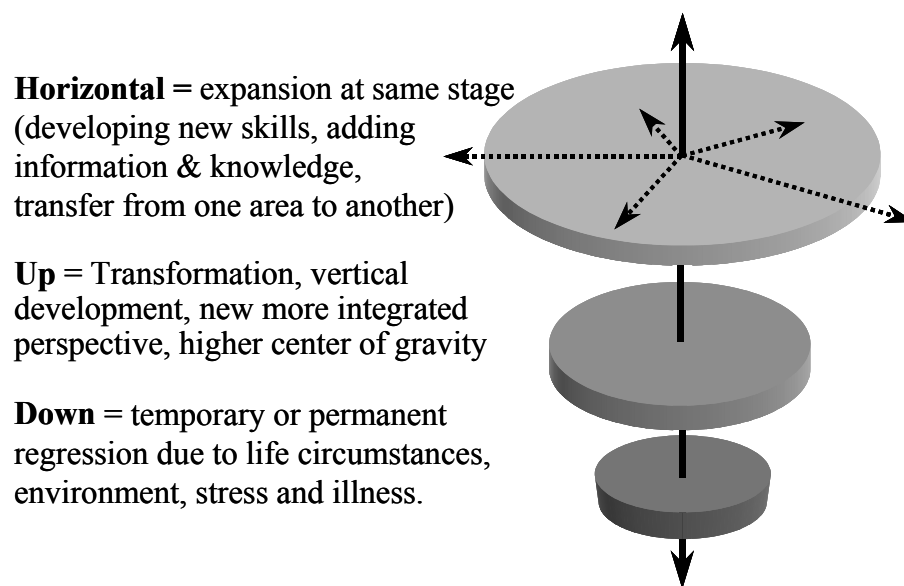 Horizontal = expansion at same stage
(developing new skills, adding
information & knowledge,
transfer from one area to another)
Up = Transformation, vertical
development, new more integrated
perspective, higher center of gravity
Down = temporary or permanent
regression due to life circumstances,
environment, stress and illness.